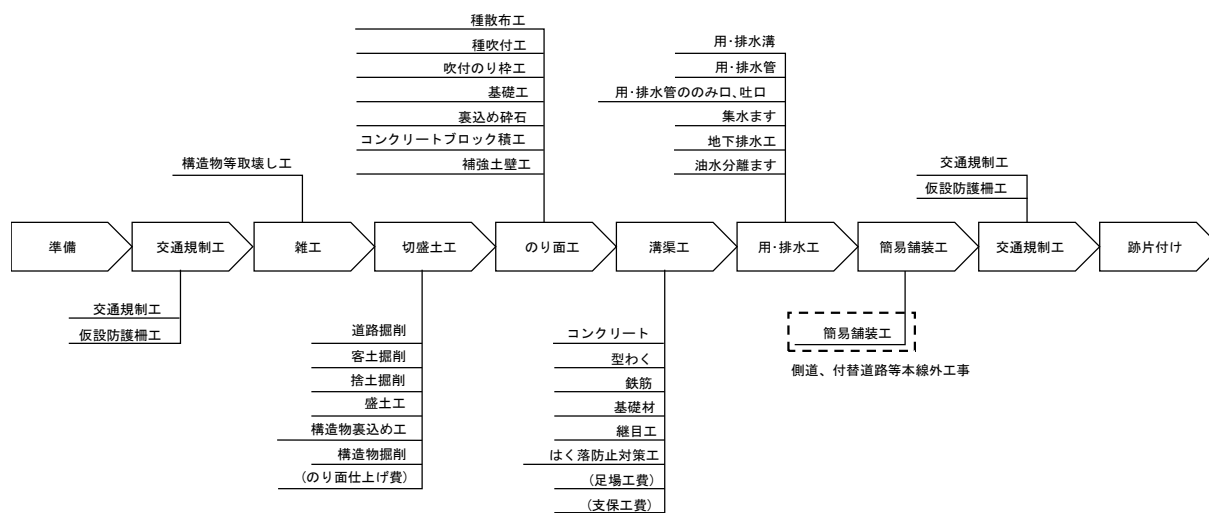 種散布工
種吹付工
吹付のり枠工
基礎工
裏込め砕石
コンクリートブロック積工
補強土壁工
用・排水溝
用・排水管
用・排水管ののみ口、吐口
集水ます
地下排水工
油水分離ます
構造物等取壊し工
交通規制工
仮設防護柵工
準備
交通規制工
雑工
切盛土工
のり面工
溝渠工
用・排水工
簡易舗装工
交通規制工
跡片付け
交通規制工
仮設防護柵工
道路掘削
客土掘削
捨土掘削
盛土工
構造物裏込め工
構造物掘削
(のり面仕上げ費)
コンクリート
型わく
鉄筋
基礎材
継目工
はく落防止対策工
(足場工費)
(支保工費)
簡易舗装工
側道、付替道路等本線外工事